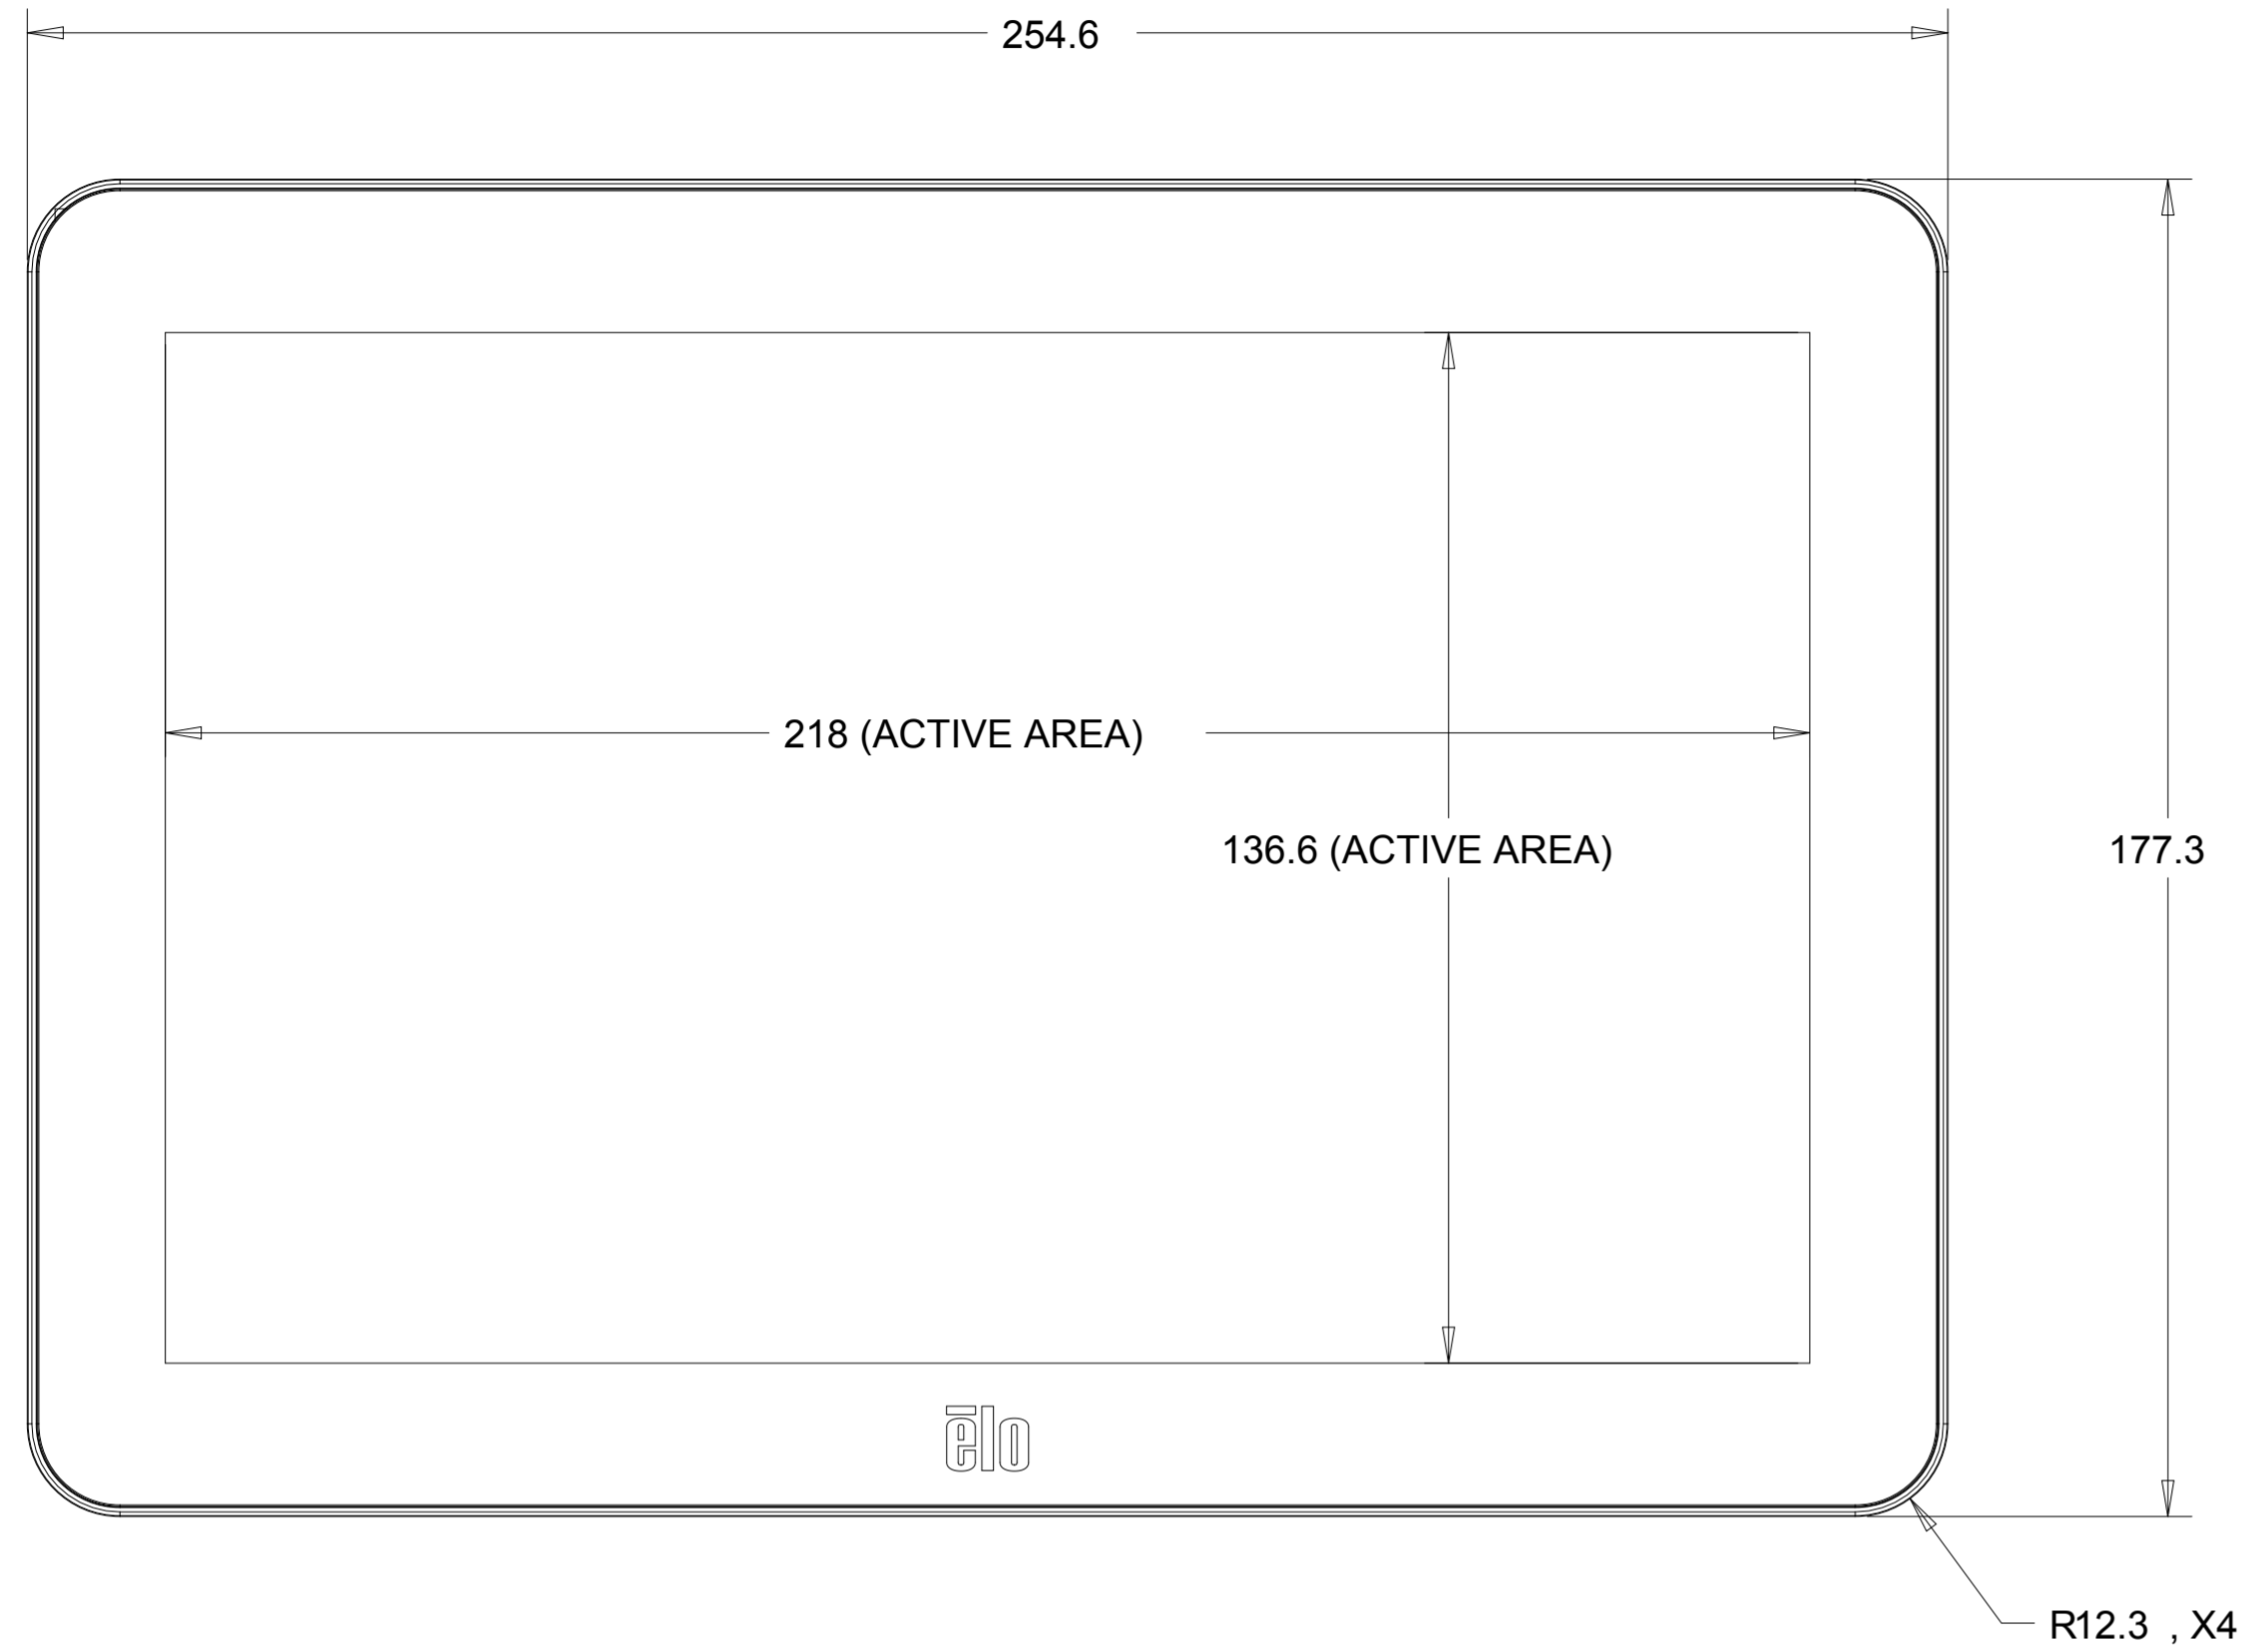 254.6
218 (ACTIVE AREA)
136.6 (ACTIVE AREA)
177.3
ēlo
R12.3 , X4